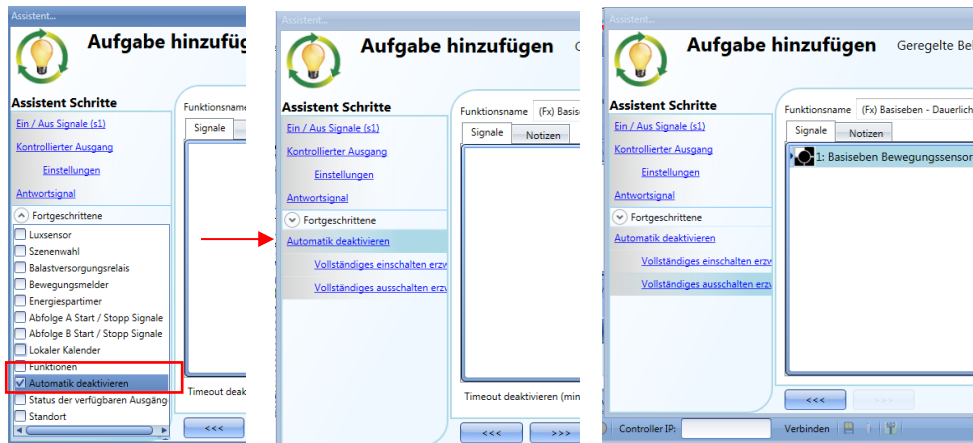 Assistent...
Aufgabe hinzufüg
Assistent Schritte
Ein / Aus Signale (s1)
Kontrollierter Ausgang
Einstellungen
Antwortsignal
Fortgeschrittene
Luxsensor
Szenenwahl
Balastversorgungsrelais
Bewegungsmelder
Energiespartimer
Abfolge A Start / Stopp Signale
Abfolge B Start / Stopp Signale
Lokaler Kalender
Funktionen
Automatik deaktivieren
Status der verfügbaren Ausgäng
Standort
Funktionsname
Signale
Timeout deak
<<<
Assistent...
Aufgabe hinzufügen
Assistent Schritte
Ein / Aus Signale (s1)
Kontrollierter Ausgang
Einstellungen
Antwortsignal
Fortgeschrittene
Automatik deaktivieren
Vollständiges einschalten erzw
Vollständiges ausschalten erzw
Funktionsname (Fx) Basise
Signale Notizen
Timeout deaktivieren (min
<<< >>>
Assistent...
Aufgabe hinzufügen Geregelte Bel
Assistent Schritte
Ein / Aus Signale (s1)
Kontrollierter Ausgang
Einstellungen
Antwortsignal
Fortgeschrittene
Automatik deaktivieren
Vollständiges einschalten erzw
Vollständiges ausschalten erzw
Funktionsname (Fx) Basiseben - Dauerlich
Signale Notizen
1: Basiseben Bewegungssensor
<<< >>>
Controller IP: Verbinden